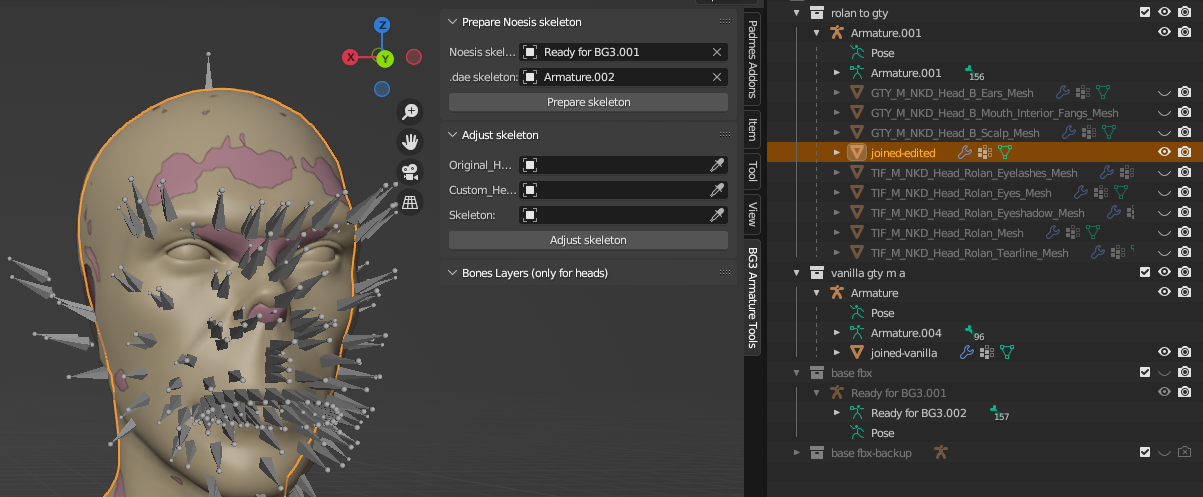 Z
X
Y
Prepare Noesis skeleton
Noesis skel...
Ready for BG3.001
.dae skeleton:
Armature.002
Prepare skeleton
Adjust skeleton
Original_H...
Custom_He...
Skeleton:
Adjust skeleton
Bones Layers (only for heads)
Padmes Addons
Item
Tool
View
BG3 Armature Tools
rolan to gty
Armature.001
Pose
Armature.001
156
GTY_M_NKD_Head_B_Ears_Mesh
GTY_M_NKD_Head_B_Mouth_Interior_Fangs_Mesh
GTY_M_NKD_Head_B_Scalp_Mesh
joined-edited
TIF_M_NKD_Head_Rolan_Eyelashes_Mesh
TIF_M_NKD_Head_Rolan_Eyes_Mesh
TIF_M_NKD_Head_Rolan_Eyeshadow_Mesh
TIF_M_NKD_Head_Rolan_Mesh
TIF_M_NKD_Head_Rolan_Tearline_Mesh
vanilla gty m a
Armature
Pose
Armature.004
96
joined-vanilla
base fbx
Ready for BG3.001
Ready for BG3.002
157
Pose
base fbx-backup